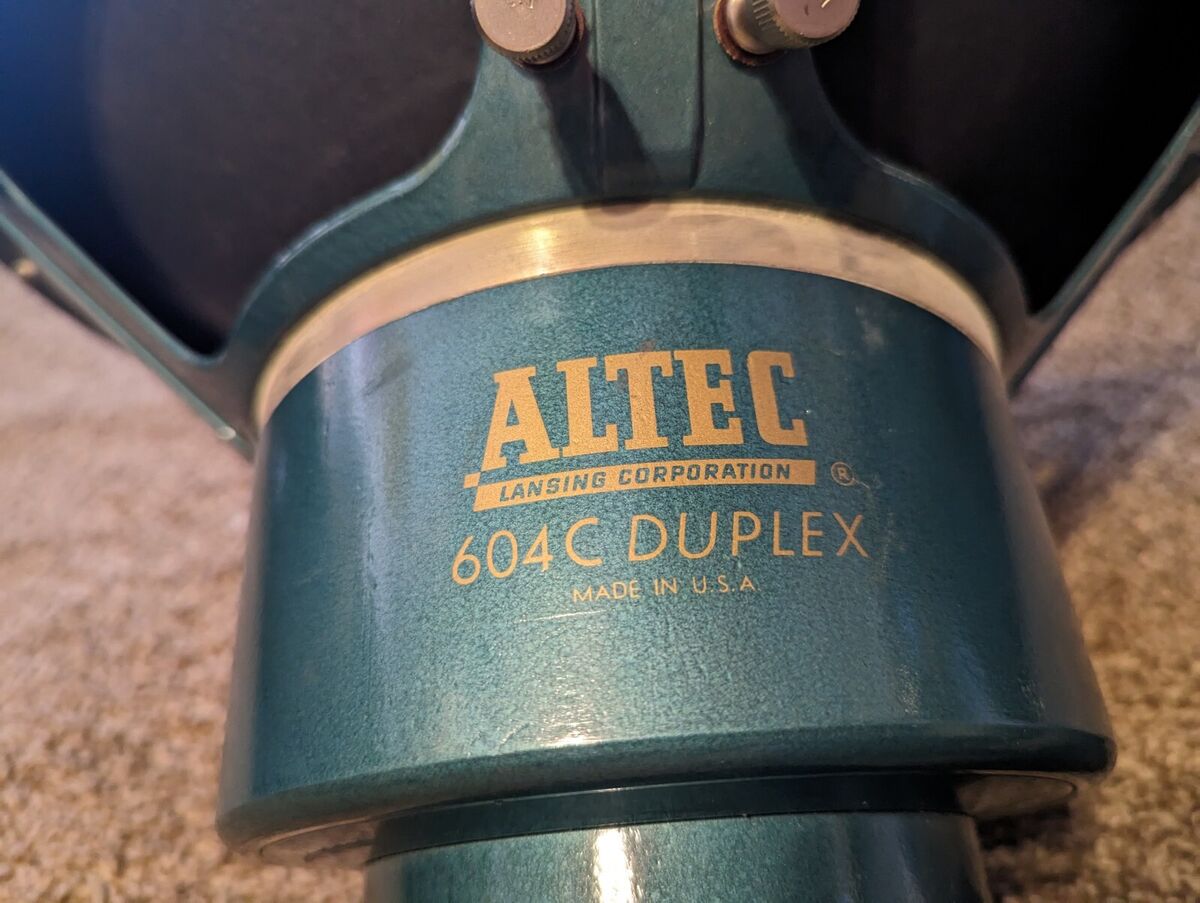 ALTEC
LANSING CORPORATION ®
604C DUPLEX
MADE IN U.S.A.